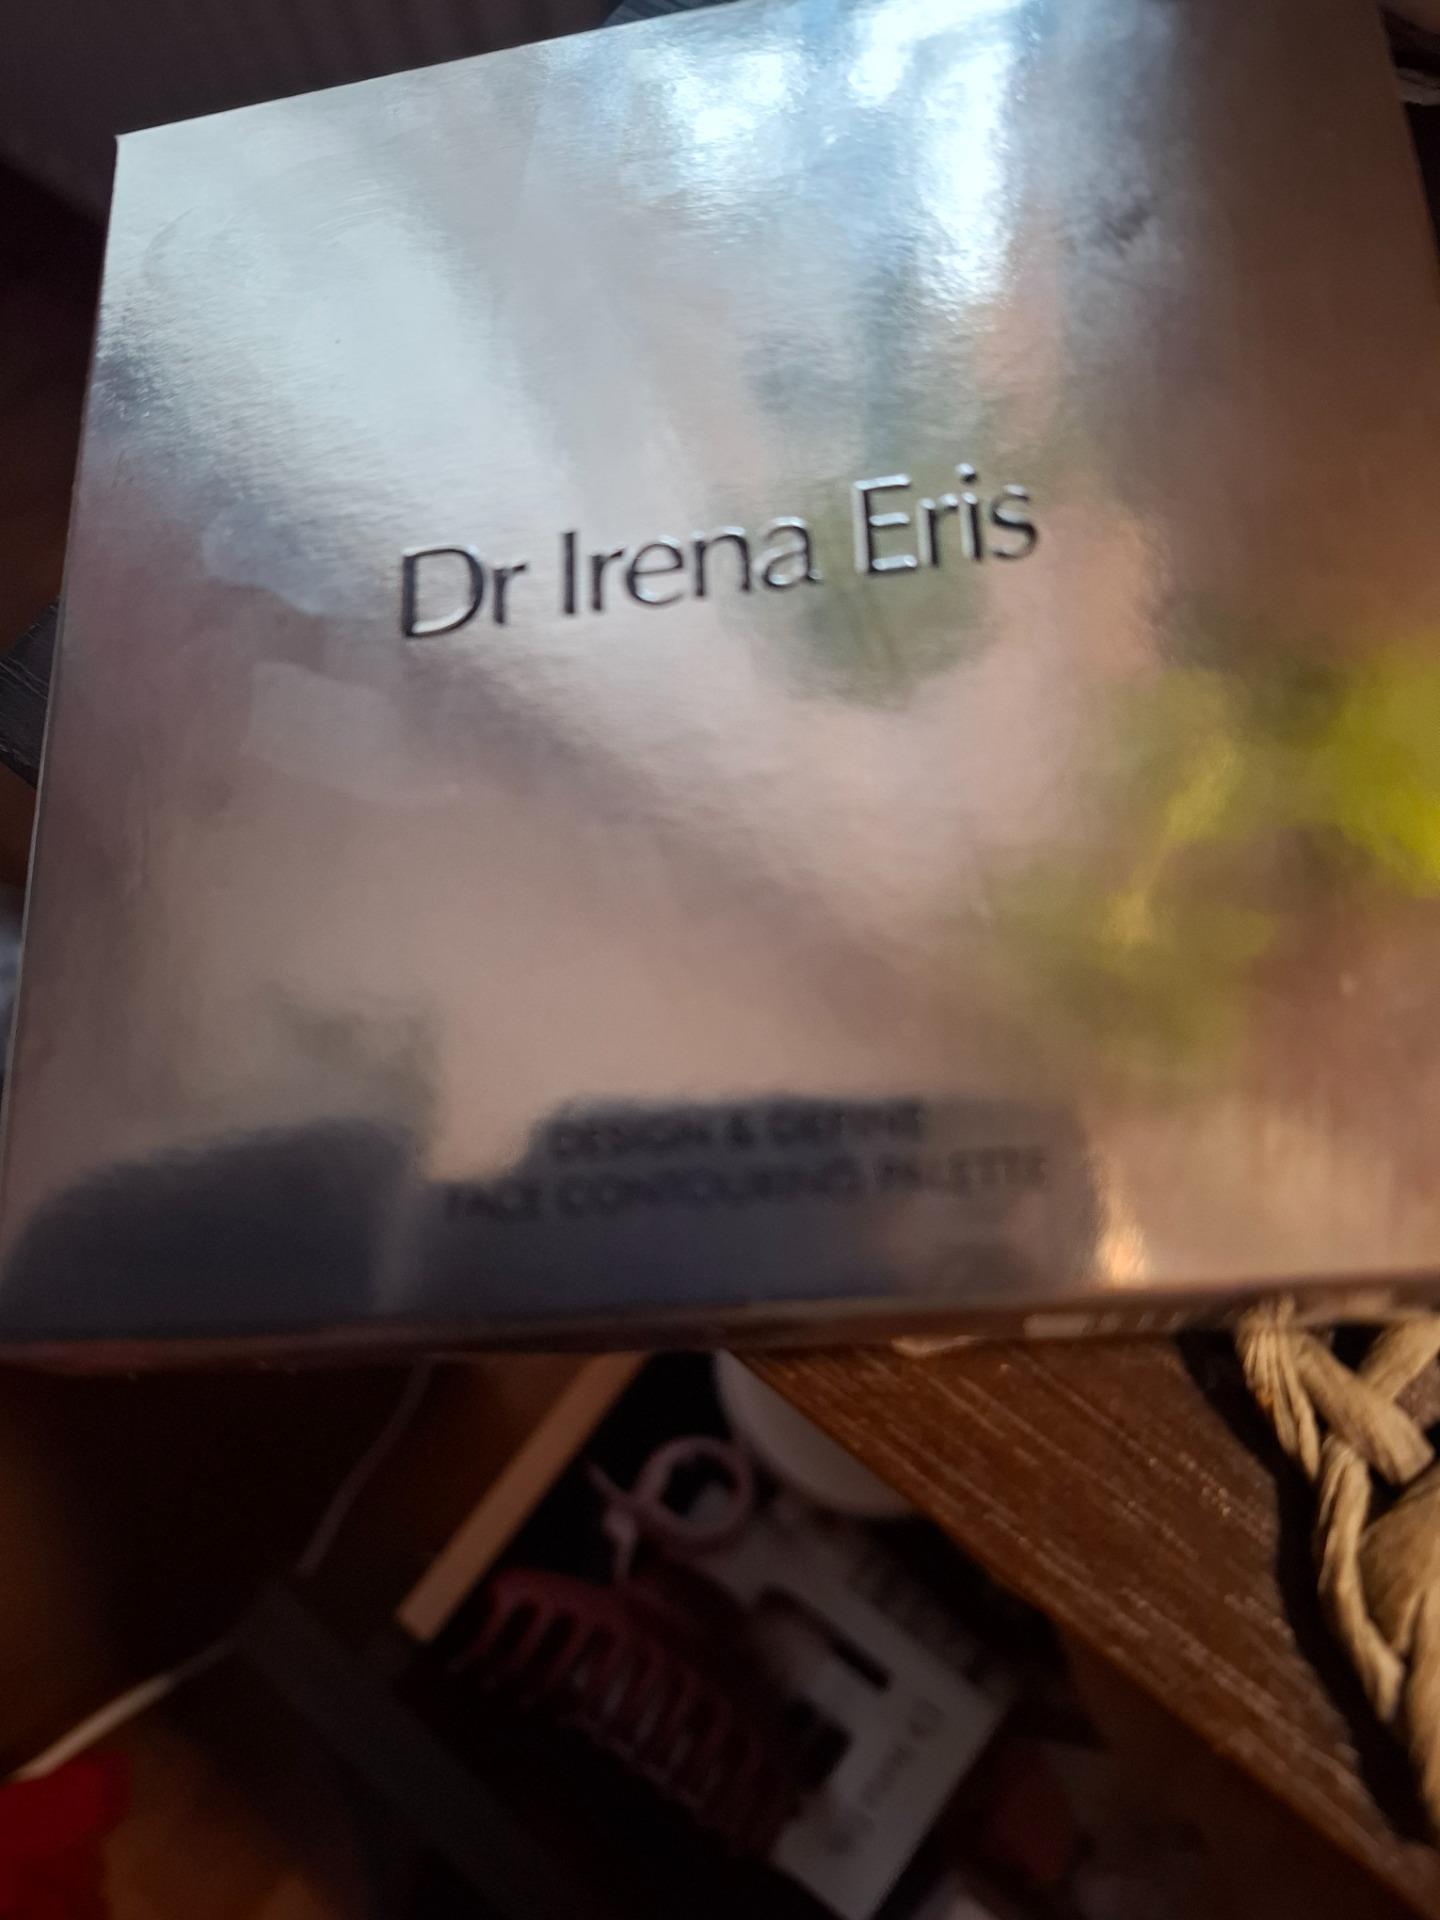 Dr Irena Eris
DESIGN & DEFINE
FACE CONTOURING PALETTE